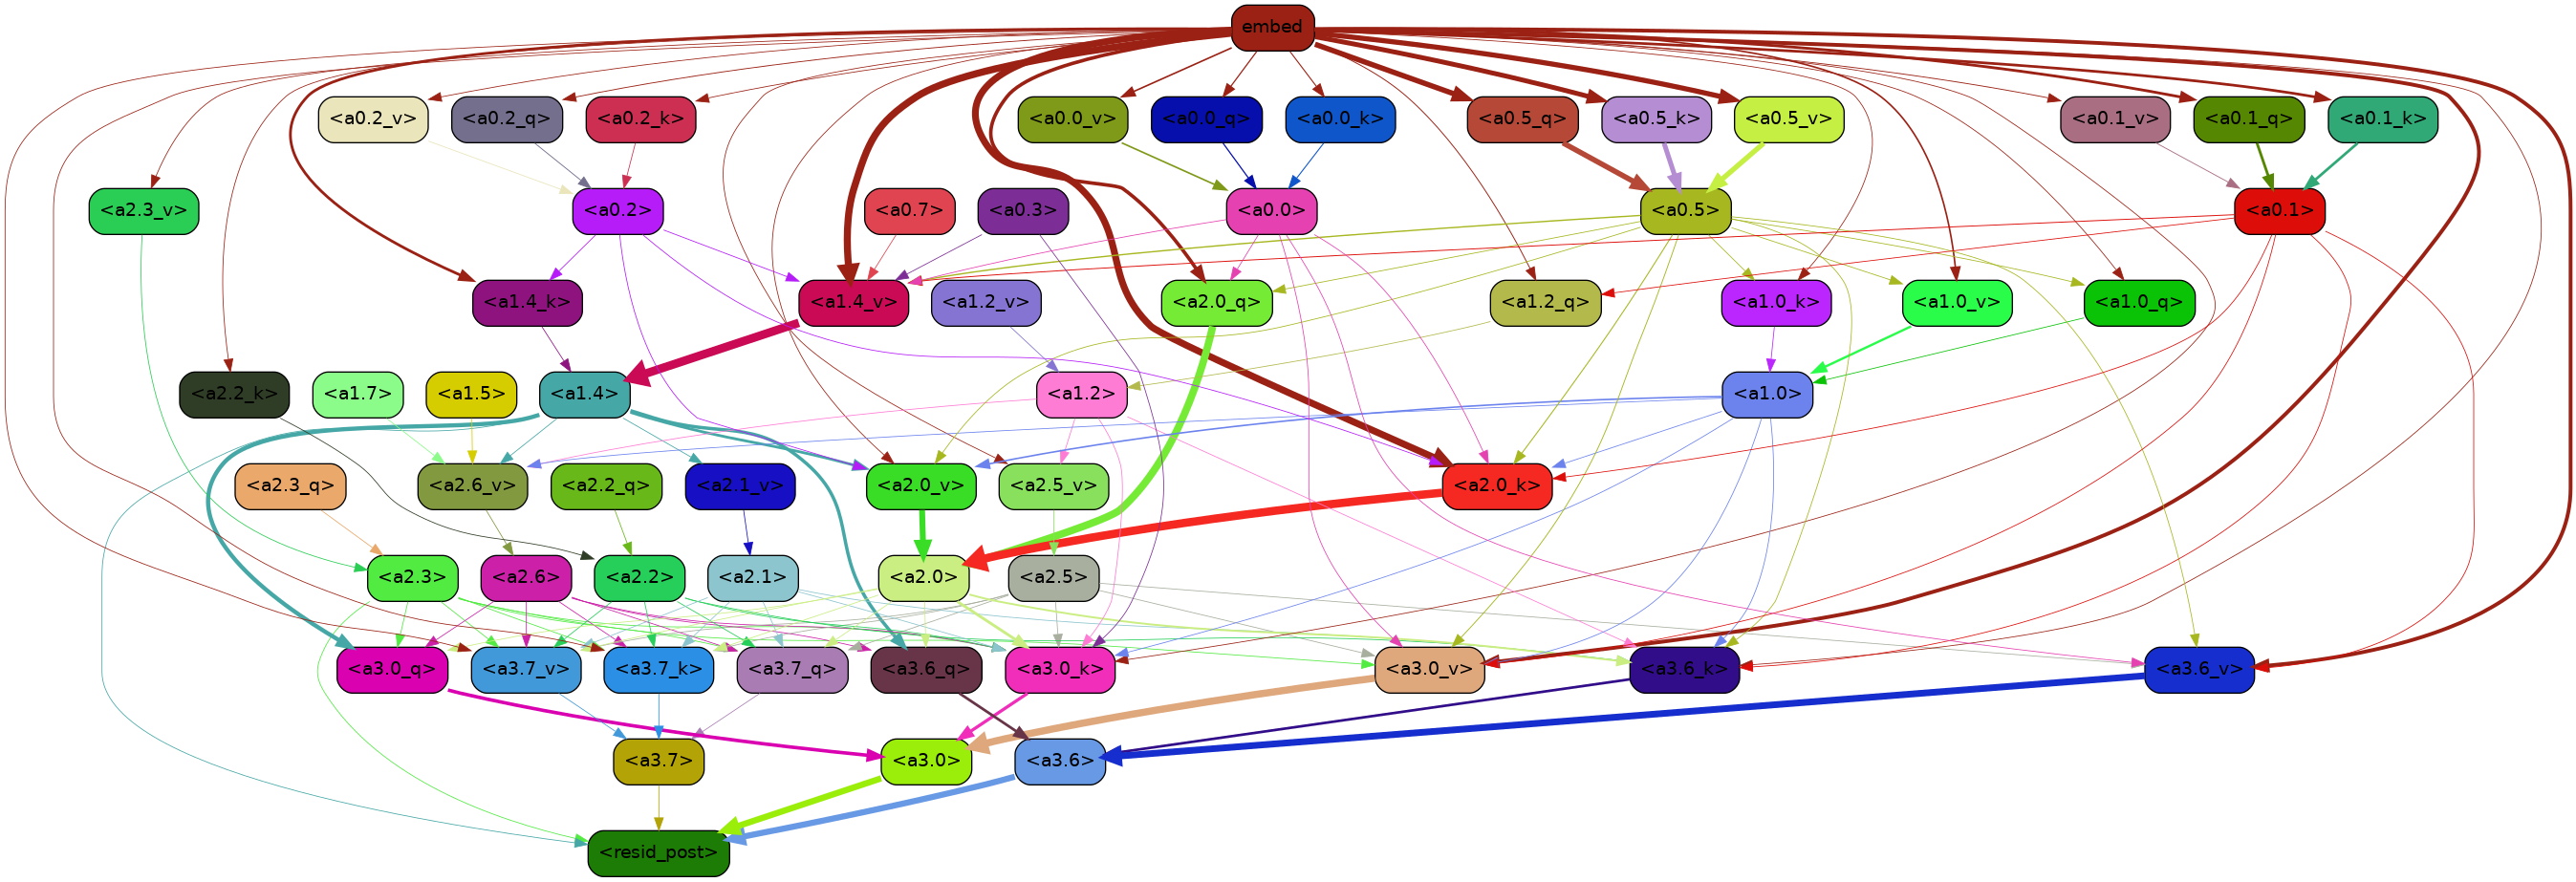 embed
<a0.2_v> <a0.2_q> <a0.2_k> <a0.0_v> <a0.0_q> <a0.0_k> <a0.5_q> <a0.5_k> <a0.5_v> <a0.1_v> <a0.1_q> <a0.1_k>
<a2.3_v> <a0.2> <a0.7> <a0.3> <a0.0> <a0.5> <a0.1>
<a1.4_k> <a1.4_v> <a1.2_v> <a2.0_q> <a1.2_q> <a1.0_k> <a1.0_v> <a1.0_q>
<a2.2_k> <a1.7> <a1.5> <a1.4> <a1.2> <a1.0>
<a2.3_q> <a2.6_v> <a2.2_q> <a2.1_v> <a2.0_v> <a2.5_v> <a2.0_k>
<a2.3> <a2.6> <a2.2> <a2.1> <a2.0> <a2.5>
<a3.0_q> <a3.7_v> <a3.7_k> <a3.7_q> <a3.6_q> <a3.0_k> <a3.0_v> <a3.6_k> <a3.6_v>
<a3.7> <a3.0> <a3.6>
<resid_post>